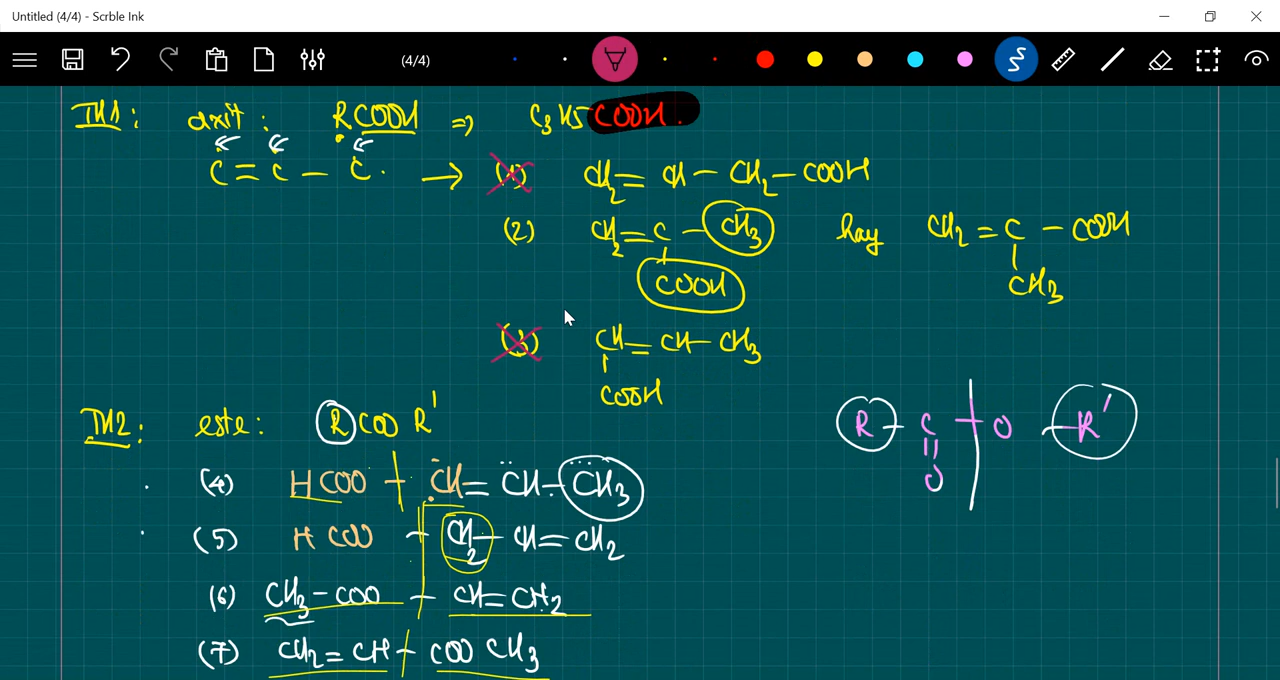 Untitled (4/4) - Scrble Ink
(4/4)
TH1: axit: RCOOH => C3H5COOH.
C = C - C. → (1) CH2 = CH - CH2 - COOH
(2) CH2 = C - CH3 hay CH2 = C - COOH
COOH CH3
(3) CH = CH - CH3
COOH
TH2: este: RCOOR' R - C - O - R'
O
(4) HCOO - CH = CH - CH3
(5) HCOO - CH2 - CH = CH2
(6) CH3 - COO - CH = CH2
(7) CH2 = CH - COO CH3